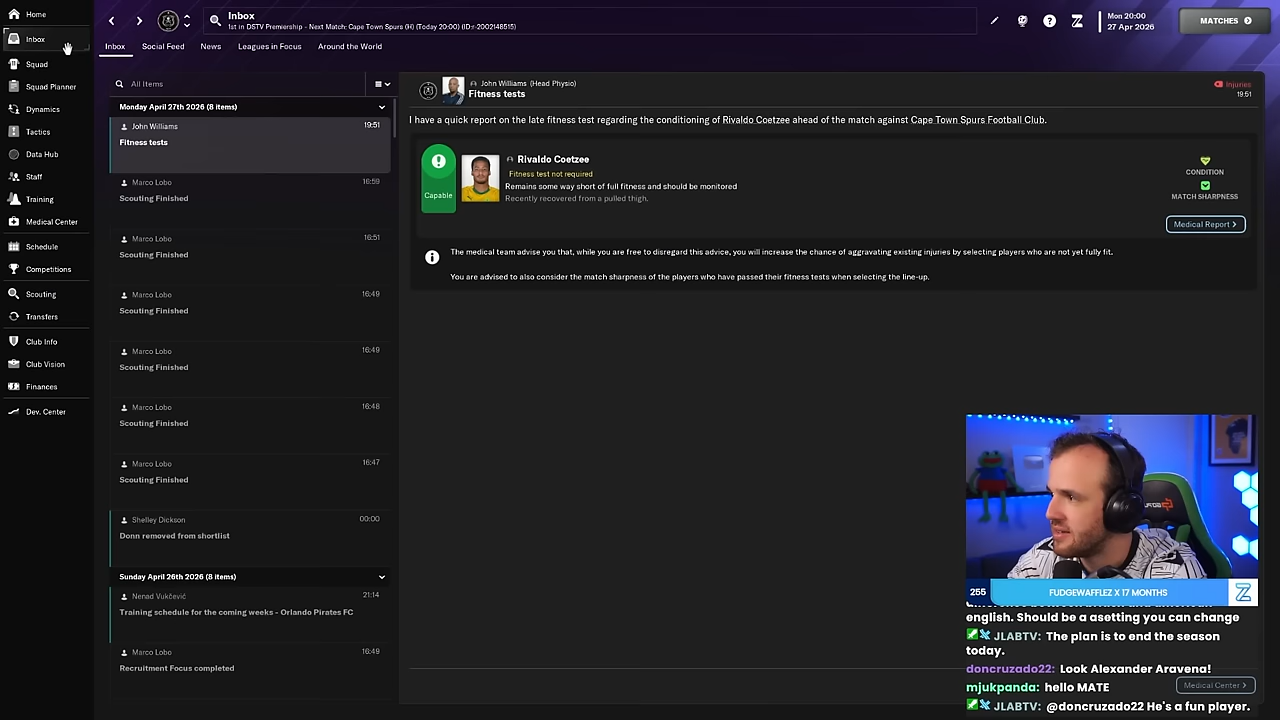 Home
Inbox
Squad
Squad Planner
Dynamics
Tactics
Data Hub
Staff
Training
Medical Center
Schedule
Competitions
Scouting
Transfers
Club Info
Club Vision
Finances
Dev. Center
Inbox
1st in DSTV Premiership - Next Match: Cape Town Spurs (H) (Today 20:00) (ID:r-2002148515)
Mon 20:00
27 Apr 2026
MATCHES
Inbox
Social Feed
News
Leagues in Focus
Around the World
All Items
Monday April 27th 2026 (8 items)
John Williams 19:51
Fitness tests
Marco Lobo 16:59
Scouting Finished
Marco Lobo 16:51
Scouting Finished
Marco Lobo 16:49
Scouting Finished
Marco Lobo 16:49
Scouting Finished
Marco Lobo 16:48
Scouting Finished
Marco Lobo 16:47
Scouting Finished
Shelley Dickson 00:00
Donn removed from shortlist
Sunday April 26th 2026 (8 items)
Nenad Vukčević 21:14
Training schedule for the coming weeks - Orlando Pirates FC
Marco Lobo 16:49
Recruitment Focus completed
John Williams (Head Physio)
Fitness tests
Injuries
19:51
I have a quick report on the late fitness test regarding the conditioning of Rivaldo Coetzee ahead of the match against Cape Town Spurs Football Club.
Capable
Rivaldo Coetzee
Fitness test not required
Remains some way short of full fitness and should be monitored
Recently recovered from a pulled thigh.
CONDITION
MATCH SHARPNESS
Medical Report
The medical team advise you that, while you are free to disregard this advice, you will increase the chance of aggravating existing injuries by selecting players who are not yet fully fit.
You are advised to also consider the match sharpness of the players who have passed their fitness tests when selecting the line-up.
255
FUDGEWAFFLEZ X 17 MONTHS
english. Should be a asetting you can change
JLABTV: The plan is to end the season
today.
doncruzado22: Look Alexander Aravena!
mjukpanda: hello MATE
JLABTV: @doncruzado22 He's a fun player.
Medical Center